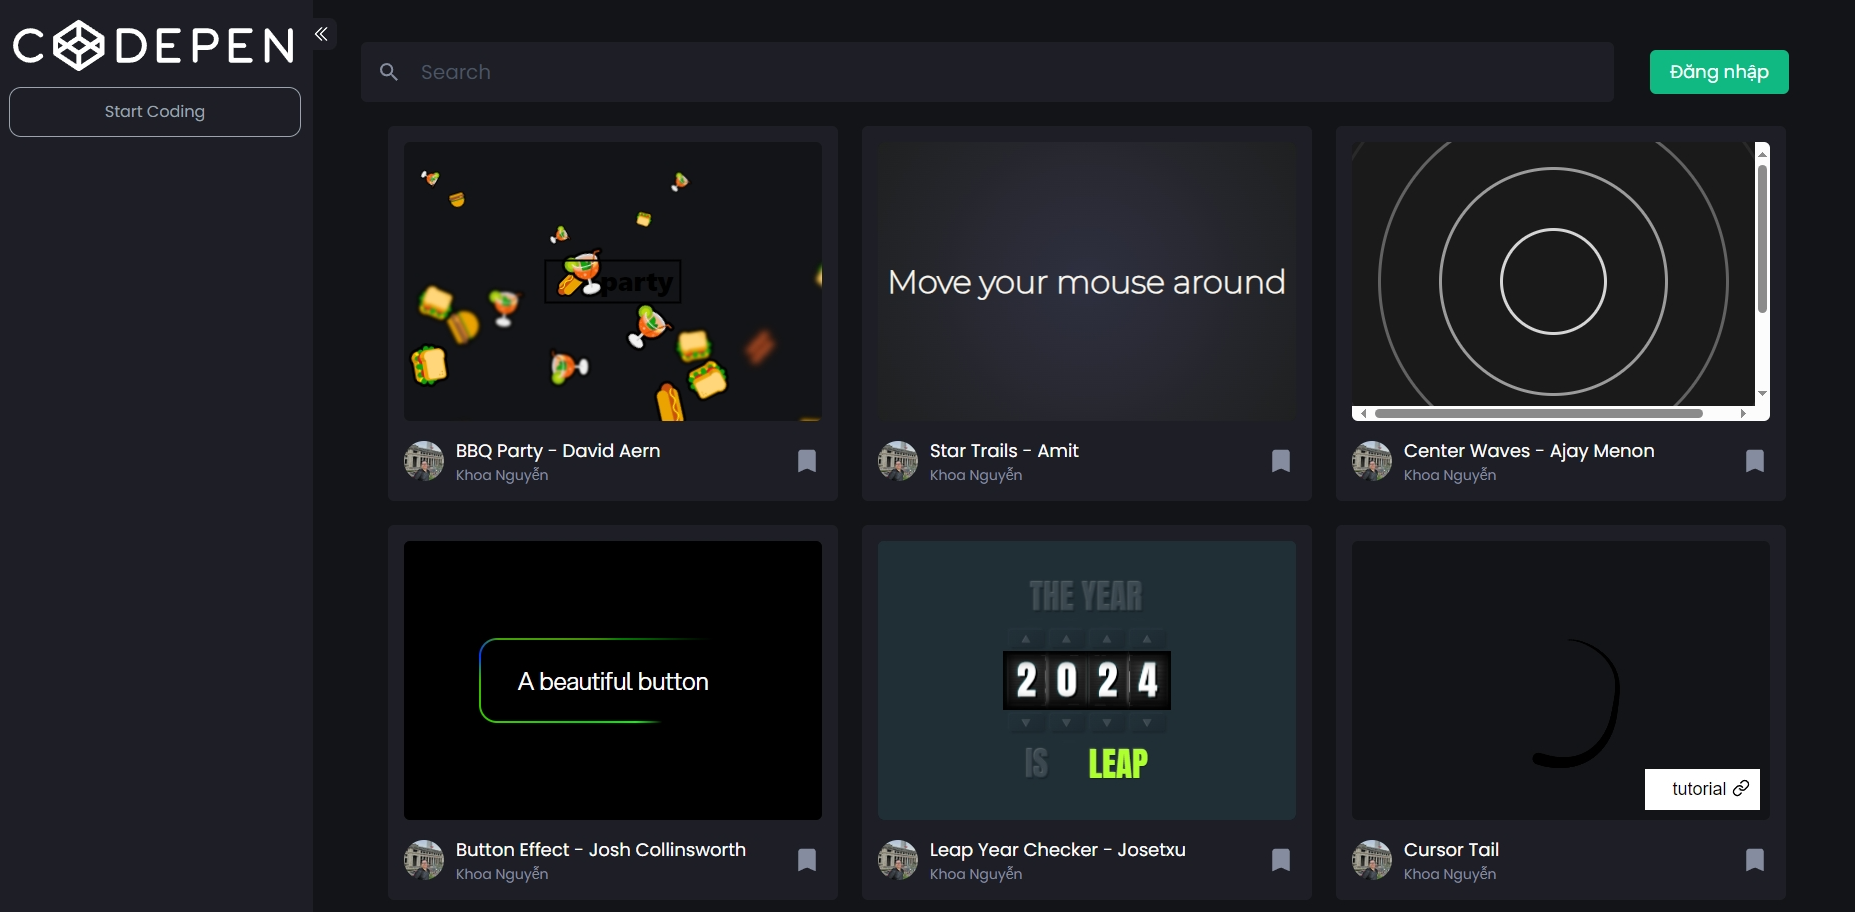 CODEPEN
Start Coding
Search
Đăng nhập
party
Move your mouse around
BBQ Party - David Aern
Khoa Nguyễn
Star Trails - Amit
Khoa Nguyễn
Center Waves - Ajay Menon
Khoa Nguyễn
A beautiful button
THE YEAR
2024
IS LEAP
tutorial
Button Effect - Josh Collinsworth
Khoa Nguyễn
Leap Year Checker - Josetxu
Khoa Nguyễn
Cursor Tail
Khoa Nguyễn